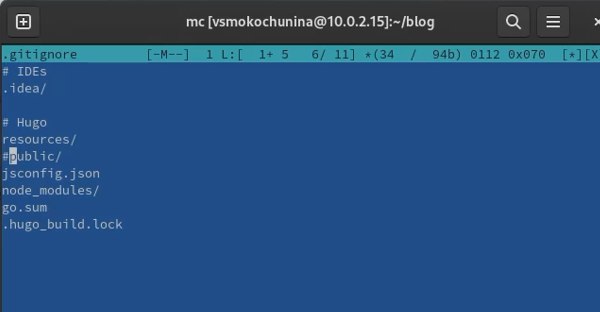 mc [vsmokochunina@10.0.2.15]:~/blog
.gitignore [-M--] 1 L:[ 1+ 5 6/ 11] *(34 / 94b) 0112 0x070 [*][X
# IDEs
.idea/
# Hugo
resources/
#public/
jsconfig.json
node_modules/
go.sum
.hugo_build.lock